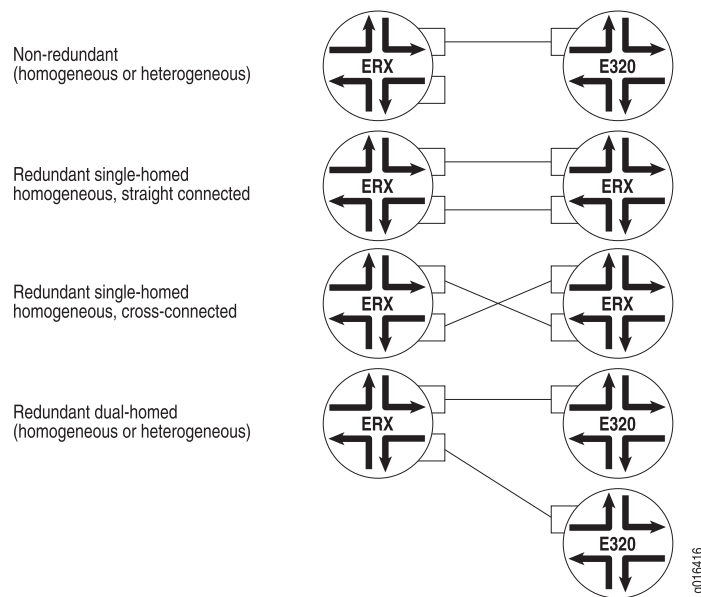 Non-redundant
(homogeneous or heterogeneous)
ERX
E320
Redundant single-homed
homogeneous, straight connected
ERX
ERX
Redundant single-homed
homogeneous, cross-connected
ERX
ERX
Redundant dual-homed
(homogeneous or heterogeneous)
ERX
E320
E320
g016416